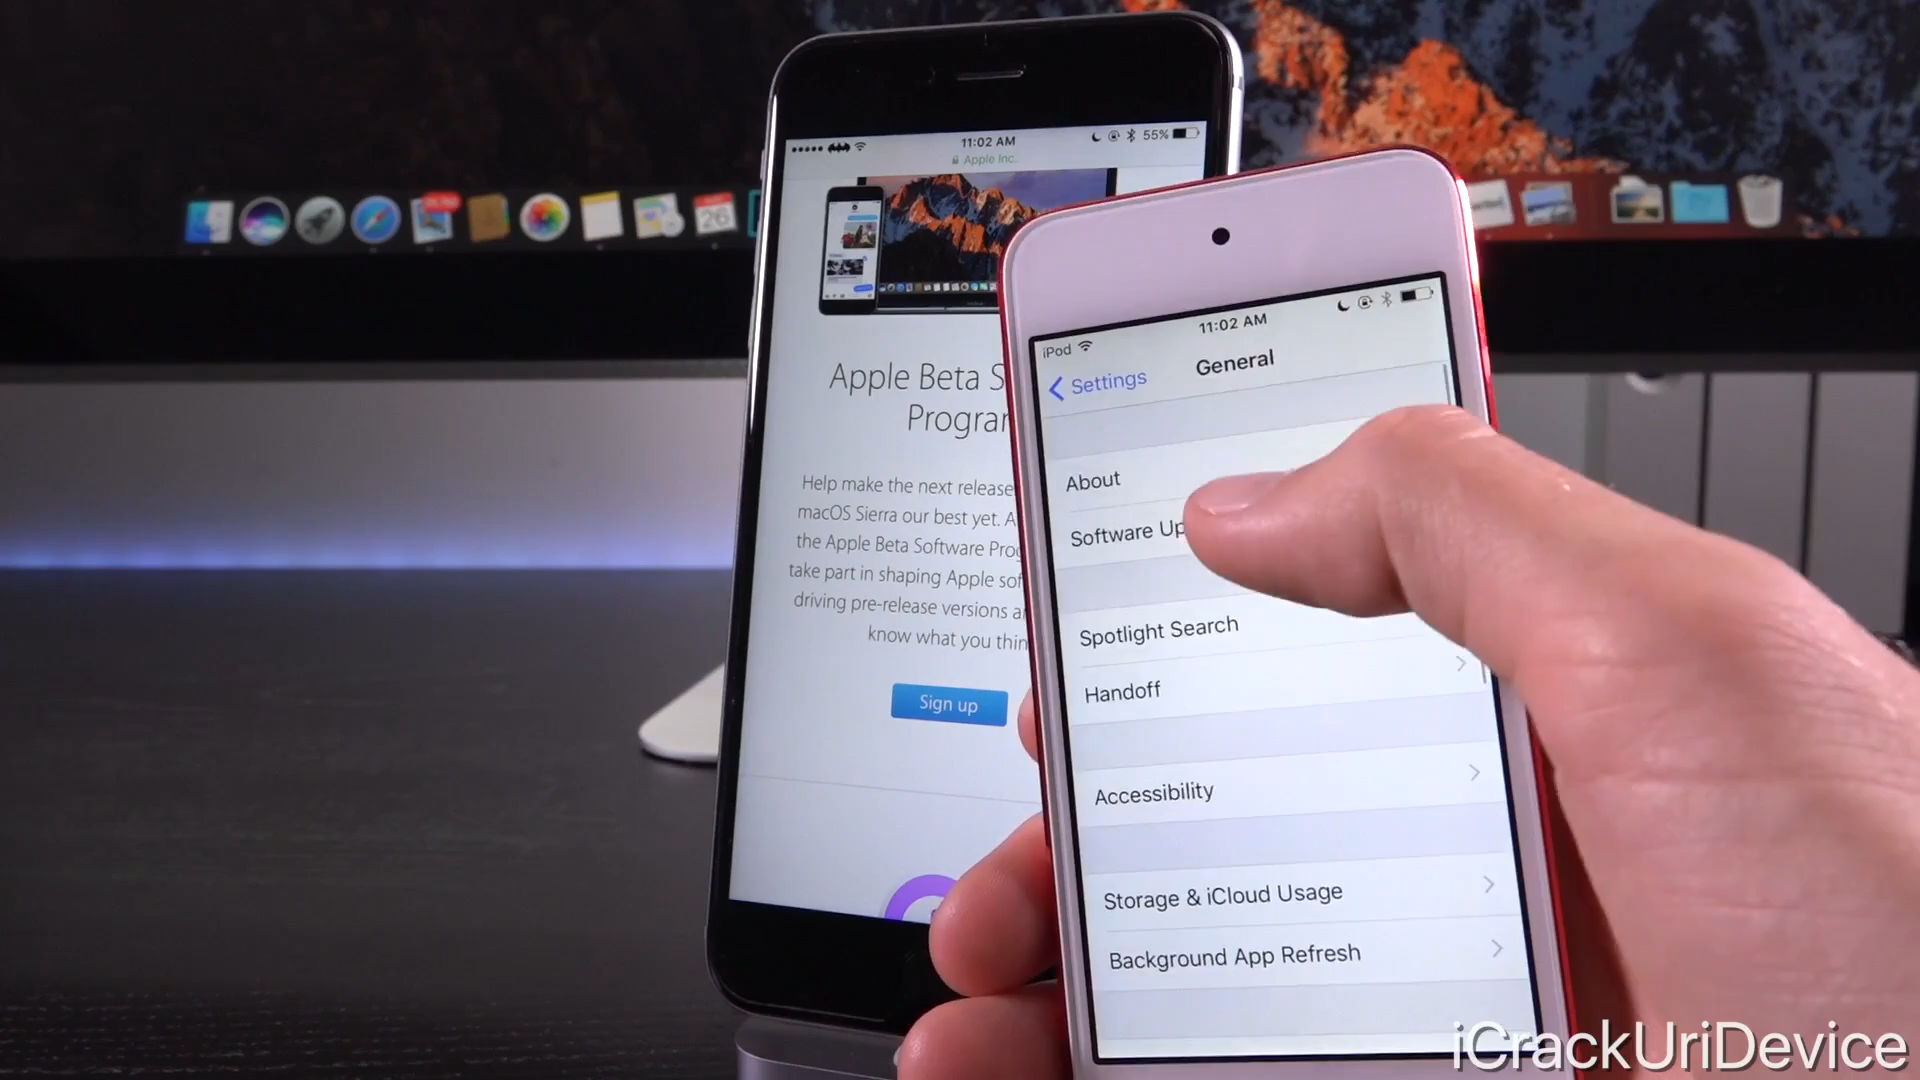 11:02 AM
55%
Apple Inc.
Apple Beta S
Program
Help make the next release
macOS Sierra our best yet. A
the Apple Beta Software Prog
take part in shaping Apple sof
driving pre-release versions a
know what you thin
Sign up
26
iPod
11:02 AM
Settings
General
About
Software Up
Spotlight Search
Handoff
Accessibility
Storage & iCloud Usage
Background App Refresh
iCrackUriDevice